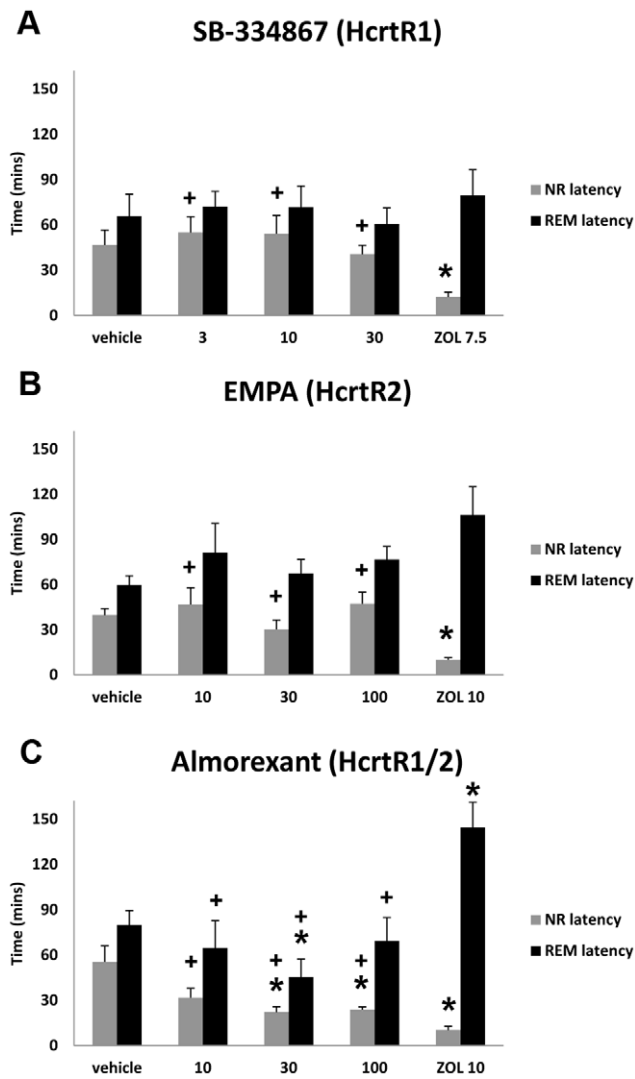 A
SB-334867 (HcrtR1)
Time (mins)
150
120
90
60
30
0
+
+
+
*
vehicle
3
10
30
ZOL 7.5
NR latency
REM latency
B
EMPA (HcrtR2)
Time (mins)
150
120
90
60
30
0
+
+
+
*
vehicle
10
30
100
ZOL 10
NR latency
REM latency
C
Almorexant (HcrtR1/2)
Time (mins)
150
120
90
60
30
0
+
+
+
*
+
*
+
*
+
*
*
vehicle
10
30
100
ZOL 10
NR latency
REM latency